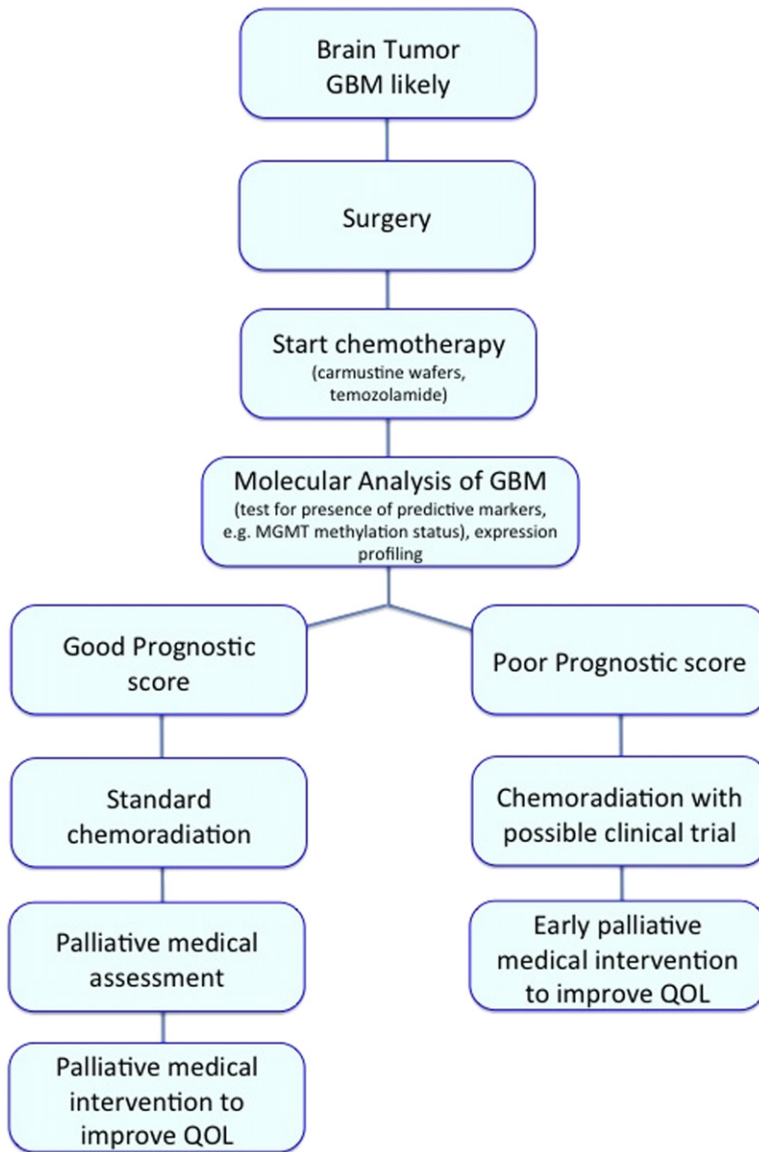 Brain Tumor
GBM likely
Surgery
Start chemotherapy
(carmustine wafers,
temozolamide)
Molecular Analysis of GBM
(test for presence of predictive markers,
e.g. MGMT methylation status), expression
profiling
Good Prognostic
score
Standard
chemoradiation
Palliative medical
assessment
Palliative medical
intervention to
improve QOL
Poor Prognostic score
Chemoradiation with
possible clinical trial
Early palliative
medical intervention
to improve QOL